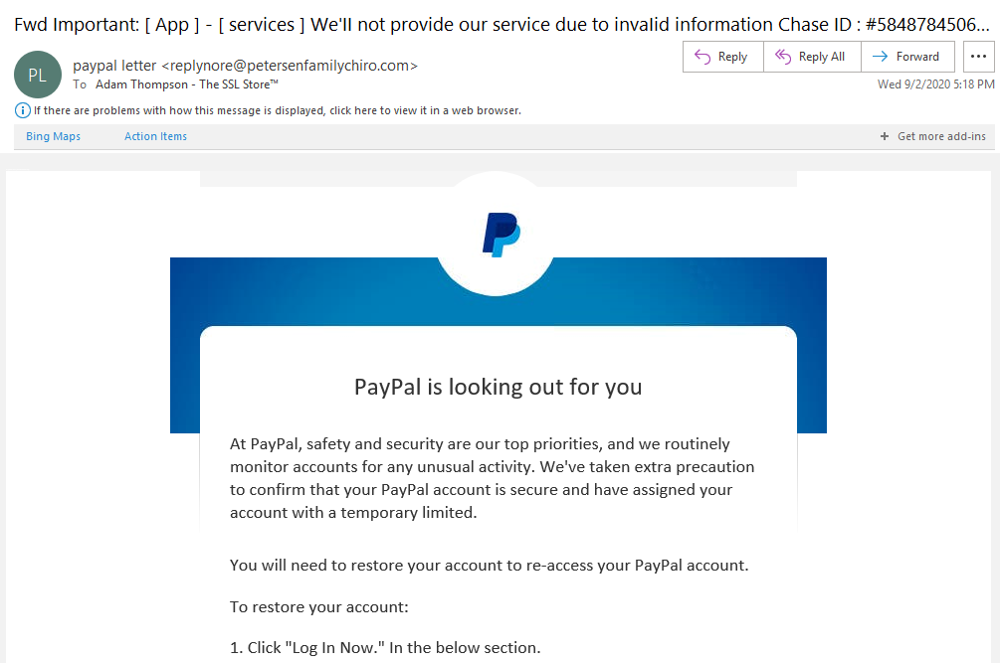 Fwd Important: [ App ] - [ services ] We'll not provide our service due to invalid information Chase ID : #5848784506...
Reply
Reply All
Forward
PL
paypal letter <replynore@petersenfamilychiro.com>
To Adam Thompson - The SSL Store™
Wed 9/2/2020 5:18 PM
If there are problems with how this message is displayed, click here to view it in a web browser.
Bing Maps
Action Items
+ Get more add-ins
PayPal is looking out for you
At PayPal, safety and security are our top priorities, and we routinely
monitor accounts for any unusual activity. We've taken extra precaution
to confirm that your PayPal account is secure and have assigned your
account with a temporary limited.
You will need to restore your account to re-access your PayPal account.
To restore your account:
1. Click "Log In Now." In the below section.